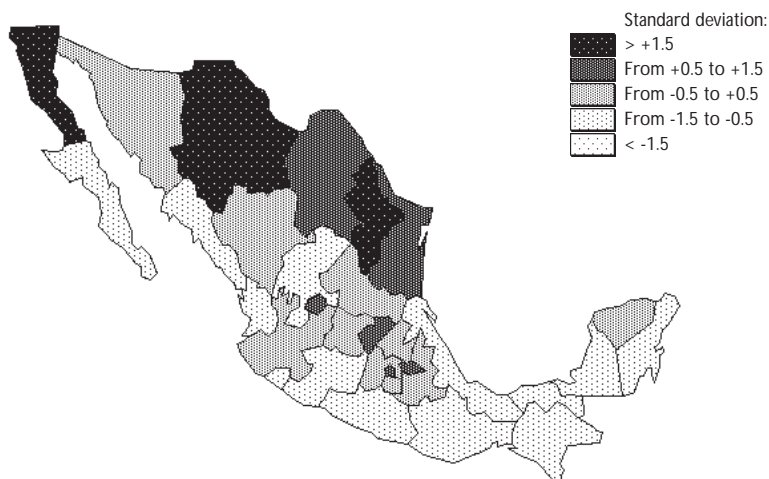 Standard deviation:
> +1.5
From +0.5 to +1.5
From -0.5 to +0.5
From -1.5 to -0.5
< -1.5